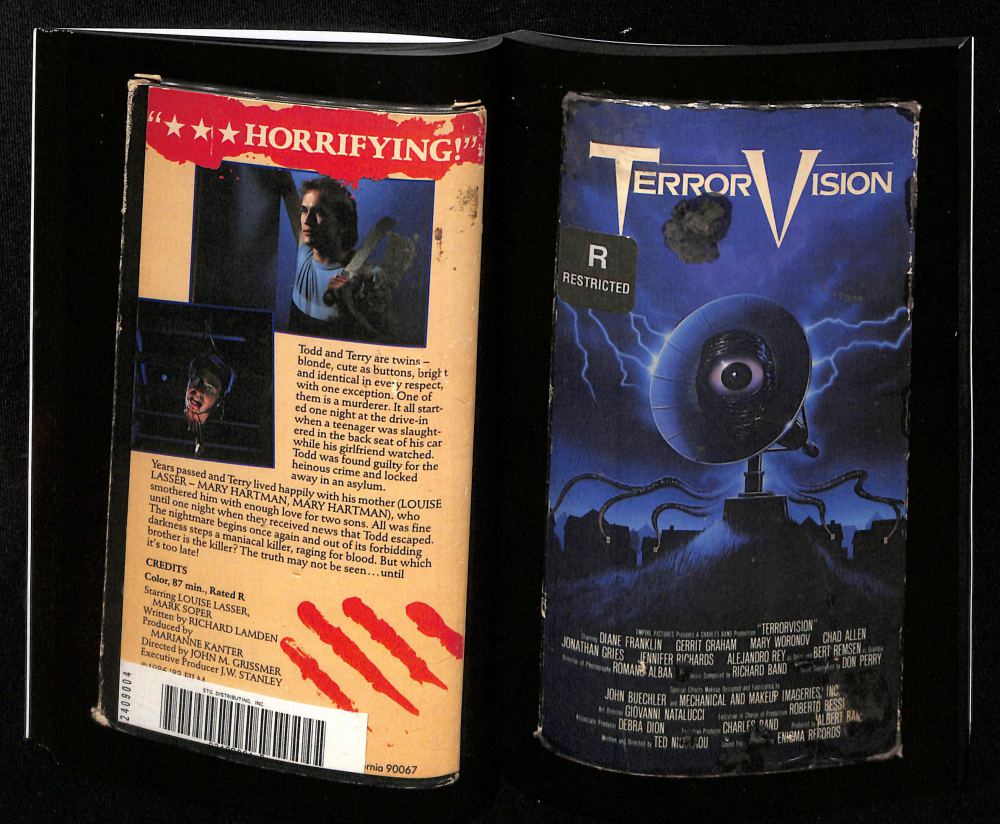 “★★★HORRIFYING!”
Todd and Terry are twins –
blonde, cute as buttons, bright
and identical in every respect,
with one exception. One of
them is a murderer. It all start-
ed one night at the drive-in
when a teenager was slaught-
ered in the back seat of his car
while his girlfriend watched.
Todd was found guilty for the
heinous crime and locked
away in an asylum.
Years passed and Terry lived happily with his mother (LOUISE
LASSER – MARY HARTMAN, MARY HARTMAN), who
smothered him with enough love for two sons. All was fine
until one night when they received news that Todd escaped.
The nightmare begins once again and out of its forbidding
darkness steps a maniacal killer, raging for blood. But which
brother is the killer? The truth may not be seen...until
it's too late!
CREDITS
Color, 87 min., Rated R
Starring LOUISE LASSER,
MARK SOPER
Written by RICHARD LAMDEN
Produced by
MARIANNE KANTER
Directed by JOHN M. GRISSMER
Executive Producer J.W. STANLEY
2409004
STG DISTRIBUTING, INC
rnia 90067
TERRORVISION
R
RESTRICTED
EMPIRE PICTURES Presents A CHARLES BAND Production "TERRORVISION"
Starring DIANE FRANKLIN GERRIT GRAHAM MARY WORONOV CHAD ALLEN
JONATHAN GRIES JENNIFER RICHARDS ALEJANDRO REY and BERT REMSEN as Grandpa
Director of Photography ROMANO ALBANI Music Composed by RICHARD BAND DON PERRY
Special Effects Makeup Designed and Fabricated by
JOHN BUECHLER and MECHANICAL AND MAKEUP IMAGERIES, INC.
Art Director GIOVANNI NATALUCCI Executive in Charge of Production ROBERTO BESSI
Associate Producer DEBRA DION Executive Producer CHARLES BAND Produced by ALBERT BAND
Written and Directed by TED NICOLAOU ENIGMA RECORDS